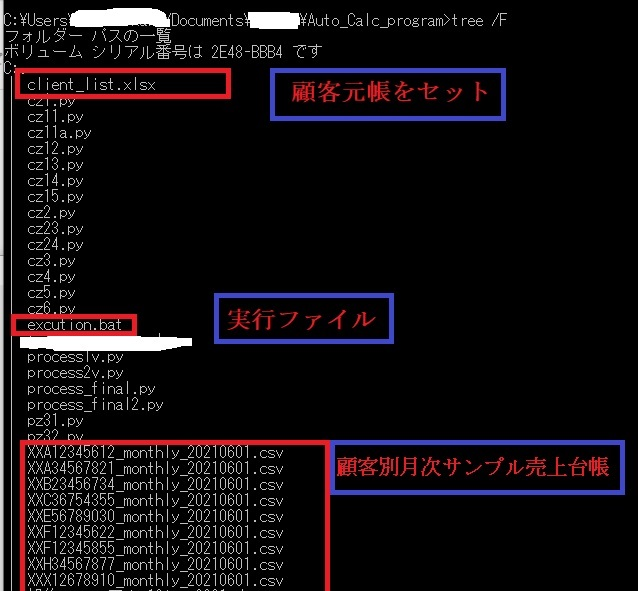 C:¥Users¥ ¥Documents¥ ¥Auto_Calc_program>tree /F
フォルダー パスの一覧
ボリューム シリアル番号は 2E48-BBB4 です
C:.
client_list.xlsx
顧客元帳をセット
cz1.py
cz11.py
cz11a.py
cz12.py
cz13.py
cz14.py
cz15.py
cz2.py
cz23.py
cz24.py
cz3.py
cz4.py
cz5.py
cz6.py
excution.bat
実行ファイル
process1v.py
process2v.py
process_final.py
process_final2.py
pz31.py
pz32.py
XXA12345612_monthly_20210601.csv
顧客別月次サンプル売上台帳
XXA34567821_monthly_20210601.csv
XXB23456734_monthly_20210601.csv
XXC36754355_monthly_20210601.csv
XXE56789030_monthly_20210601.csv
XXF12345622_monthly_20210601.csv
XXF12345855_monthly_20210601.csv
XXH34567877_monthly_20210601.csv
XXX12678910_monthly_20210601.csv